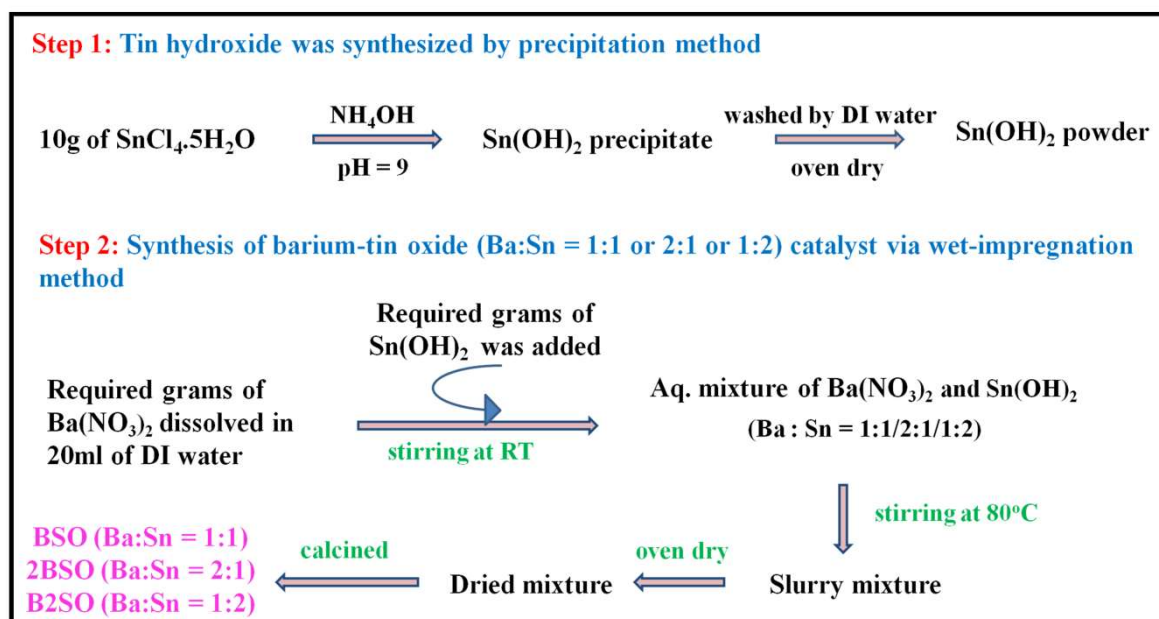 Step 1: Tin hydroxide was synthesized by precipitation method
10g of SnCl₄.5H₂O
NH₄OH
pH = 9
Sn(OH)₂ precipitate
washed by DI water
oven dry
Sn(OH)₂ powder
Step 2: Synthesis of barium-tin oxide (Ba:Sn = 1:1 or 2:1 or 1:2) catalyst via wet-impregnation
method
Required grams of
Ba(NO₃)₂ dissolved in
20ml of DI water
Required grams of
Sn(OH)₂ was added
stirring at RT
Aq. mixture of Ba(NO₃)₂ and Sn(OH)₂
(Ba : Sn = 1:1/2:1/1:2)
stirring at 80°C
Slurry mixture
oven dry
Dried mixture
calcined
BSO (Ba:Sn = 1:1)
2BSO (Ba:Sn = 2:1)
B2SO (Ba:Sn = 1:2)